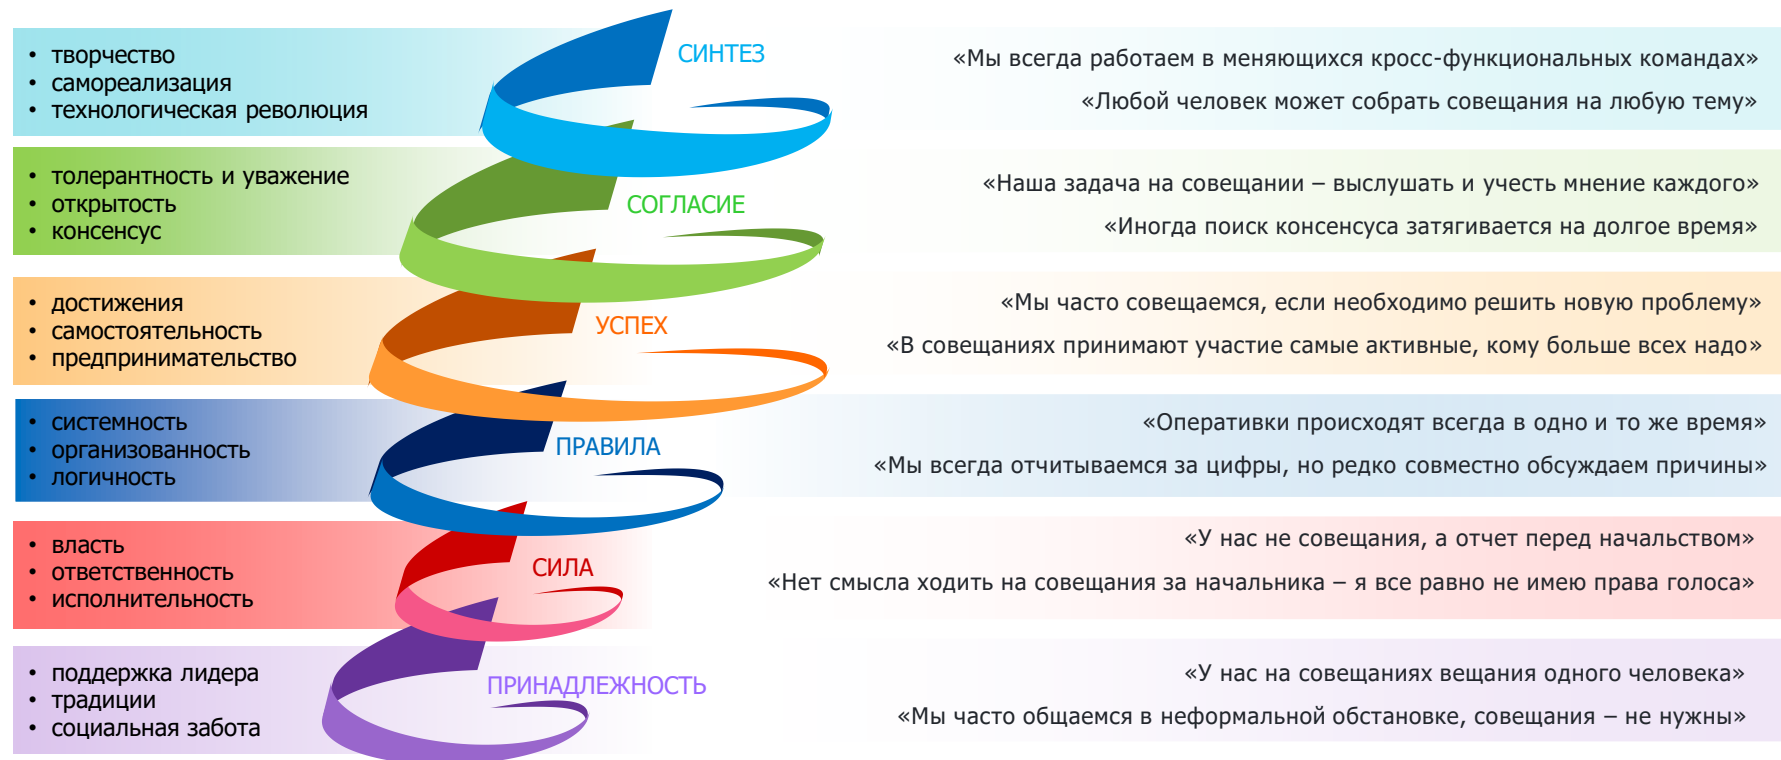 • творчество
• самореализация
• технологическая революция
СИНТЕЗ
«Мы всегда работаем в меняющихся кросс-функциональных командах»
«Любой человек может собрать совещания на любую тему»
• толерантность и уважение
• открытость
• консенсус
СОГЛАСИЕ
«Наша задача на совещании – выслушать и учесть мнение каждого»
«Иногда поиск консенсуса затягивается на долгое время»
• достижения
• самостоятельность
• предпринимательство
УСПЕХ
«Мы часто совещаемся, если необходимо решить новую проблему»
«В совещаниях принимают участие самые активные, кому больше всех надо»
• системность
• организованность
• логичность
ПРАВИЛА
«Оперативки происходят всегда в одно и то же время»
«Мы всегда отчитываемся за цифры, но редко совместно обсуждаем причины»
• власть
• ответственность
• исполнительность
СИЛА
«У нас не совещания, а отчет перед начальством»
«Нет смысла ходить на совещания за начальника – я все равно не имею права голоса»
• поддержка лидера
• традиции
• социальная забота
ПРИНАДЛЕЖНОСТЬ
«У нас на совещаниях вещания одного человека»
«Мы часто общаемся в неформальной обстановке, совещания – не нужны»